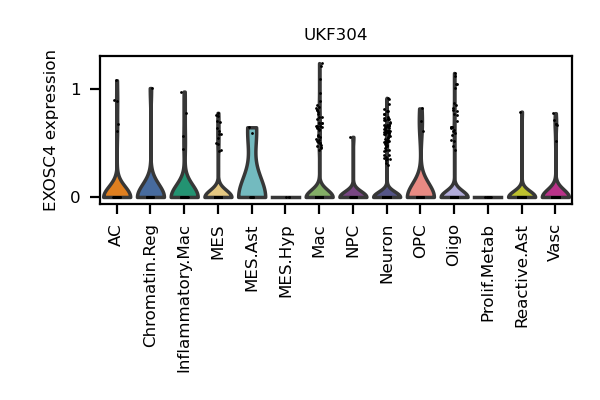 UKF304
EXOSC4 expression
1
0
AC
Chromatin.Reg
Inflammatory.Mac
MES
MES.Ast
MES.Hyp
Mac
NPC
Neuron
OPC
Oligo
Prolif.Metab
Reactive.Ast
Vasc